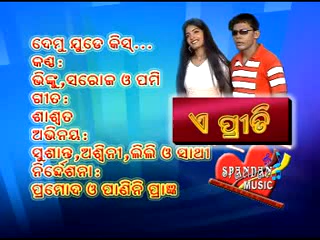 ଦେମୁ ଯୁଡେ କିସ୍...
କଣ୍ଠ:
ଭିଙ୍କୁ,ସରୋଜ ଓ ପମି
ଗୀତ:
ଶାଶ୍ୱତ
ଅଭିନୟ:
ସୁଶାନ୍ତ,ଅଶ୍ୱିନୀ,ଲିଲି ଓ ସାଥୀ
ନିର୍ଦ୍ଦେଶନା:
ପ୍ରମୋଦ ଓ ପାଣିନି ପ୍ରାଜ୍ଞ
ଏ ପ୍ରୀତି
SPANDAN
MUSIC